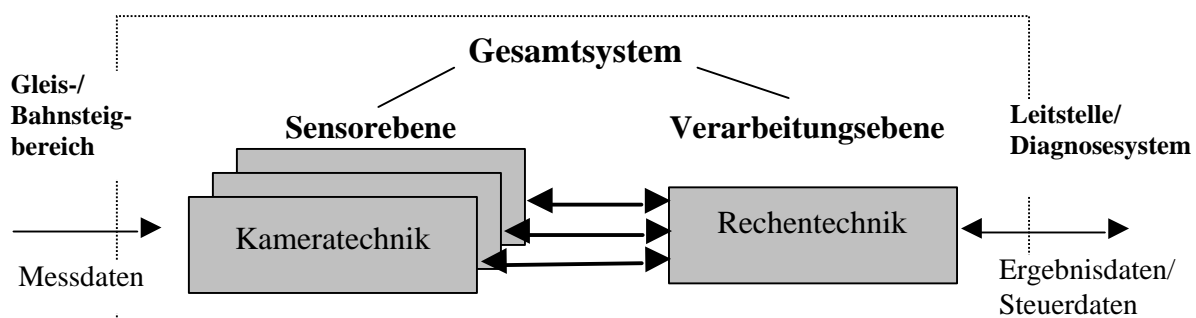 Gesamtsystem
Gleis-/
Bahnsteig-
bereich
Sensorebene
Verarbeitungsebene
Leitstelle/
Diagnosesystem
Kameratechnik
Rechentechnik
Messdaten
Ergebnisdaten/
Steuerdaten